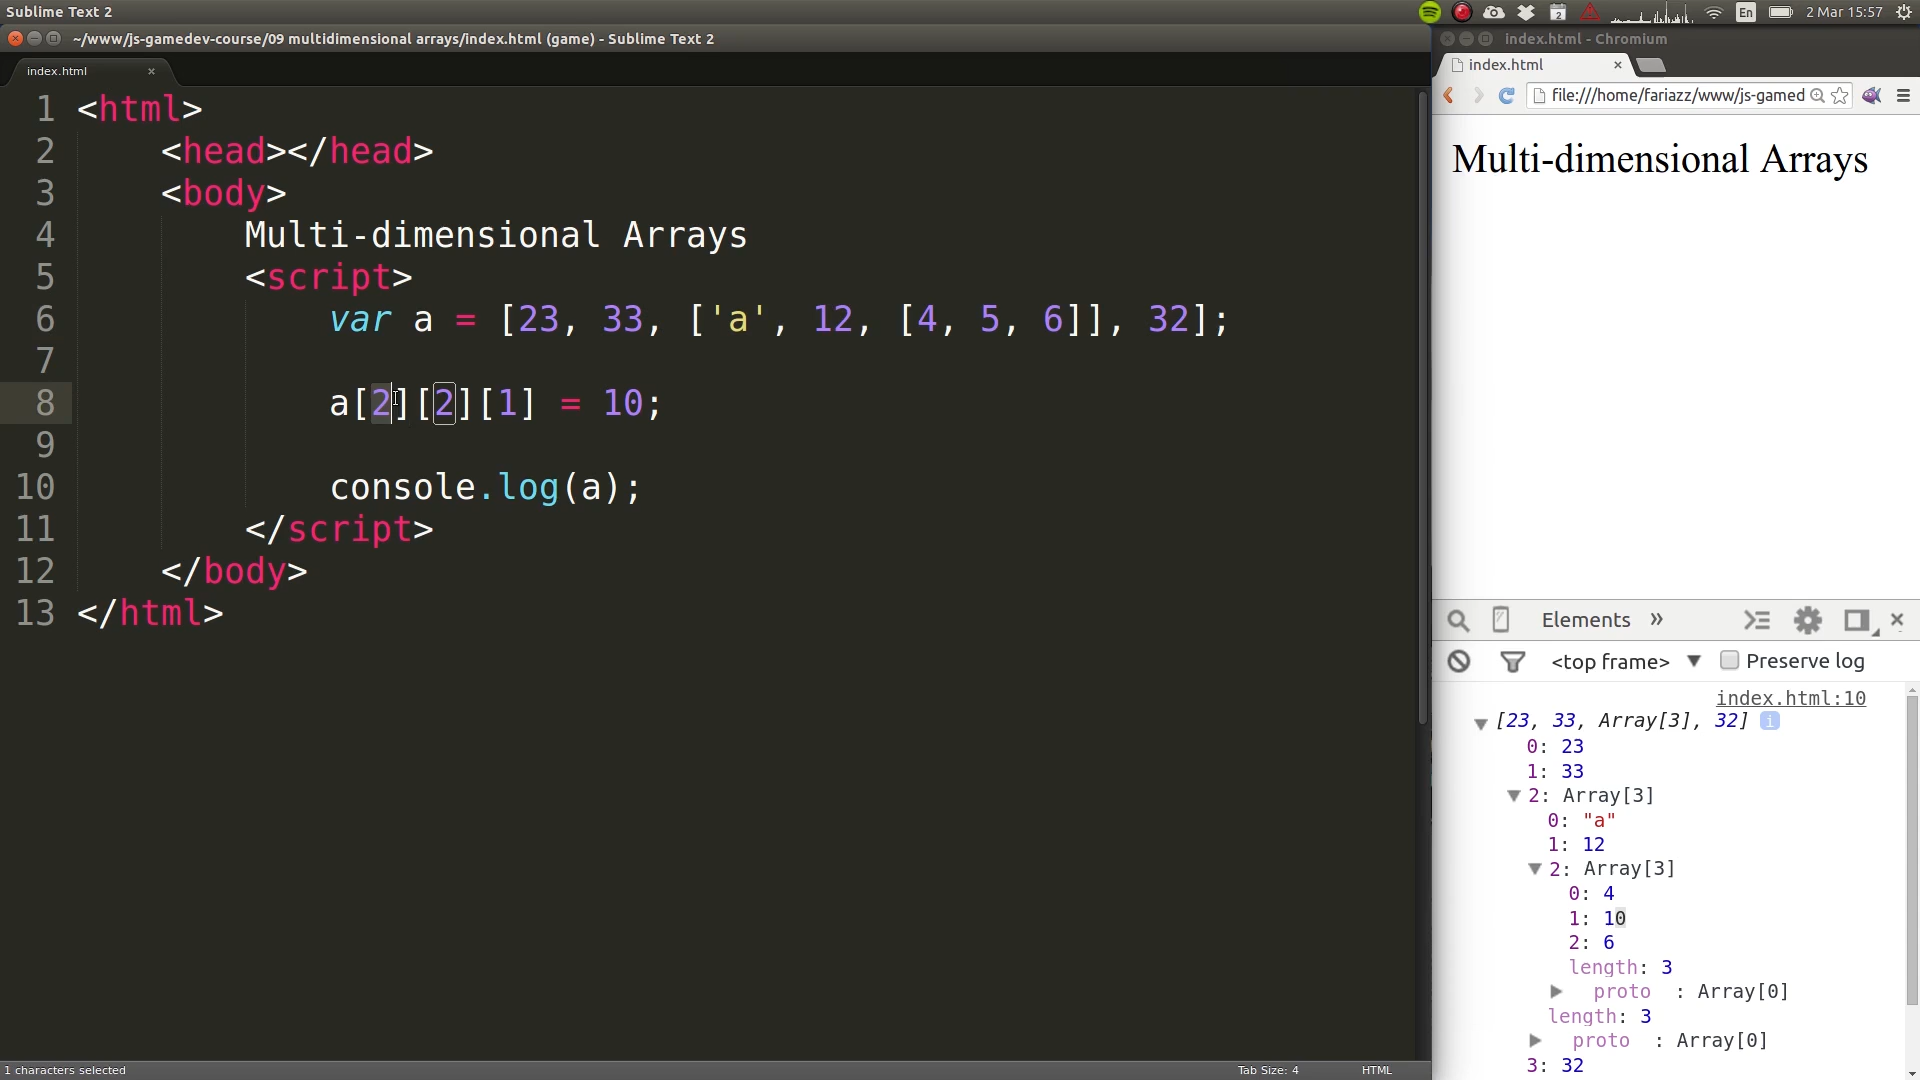 Sublime Text 2
En
2 Mar 15:57
~/www/js-gamedev-course/09 multidimensional arrays/index.html (game) - Sublime Text 2
index.html
1 <html>
2 <head></head>
3 <body>
4 Multi-dimensional Arrays
5 <script>
6 var a = [23, 33, ['a', 12, [4, 5, 6]], 32];
7
8 a[2][2][1] = 10;
9
10 console.log(a);
11 </script>
12 </body>
13 </html>
1 characters selected
Tab Size: 4
HTML
index.html - Chromium
index.html
file:///home/fariazz/www/js-gamed
Multi-dimensional Arrays
Elements »
<top frame> ▼ Preserve log
index.html:10
[23, 33, Array[3], 32] i
0: 23
1: 33
2: Array[3]
0: "a"
1: 12
2: Array[3]
0: 4
1: 10
2: 6
length: 3
proto : Array[0]
length: 3
proto : Array[0]
3: 32